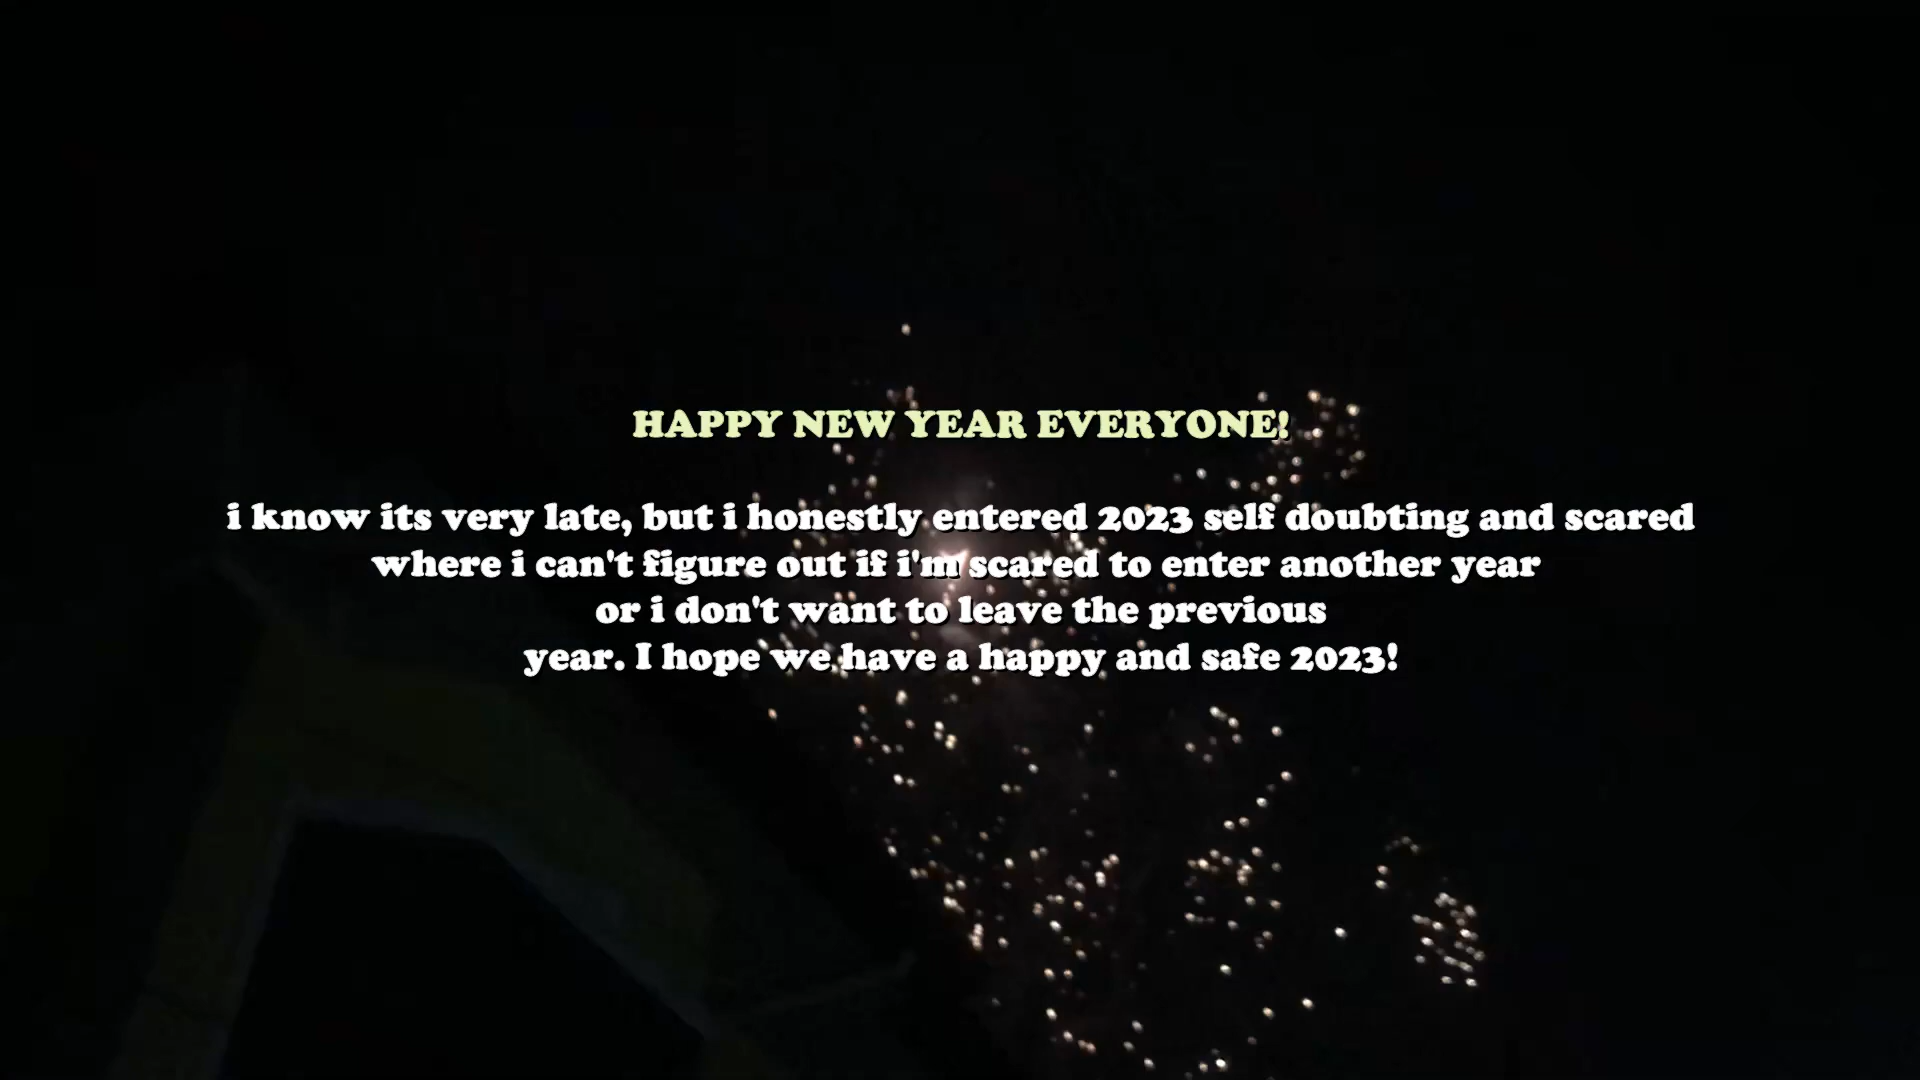 HAPPY NEW YEAR EVERYONE!
i know its very late, but i honestly entered 2023 self doubting and scared
where i can't figure out if i'm scared to enter another year
or i don't want to leave the previous
year. I hope we have a happy and safe 2023!